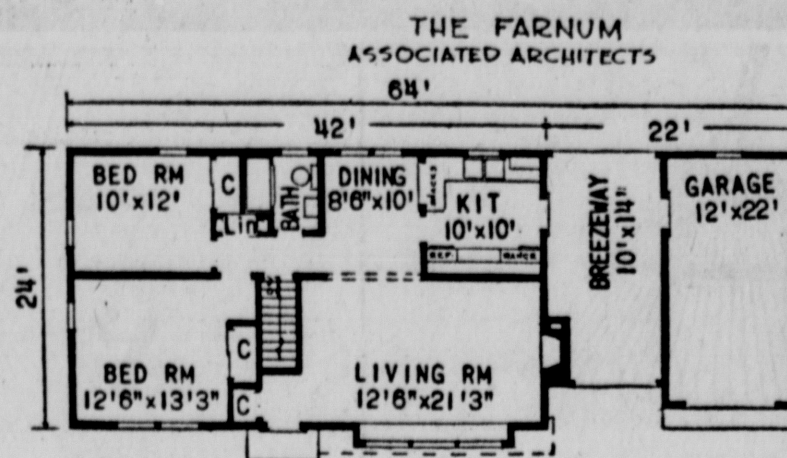 THE FARNUM
ASSOCIATED ARCHITECTS
64'
42'
22'
24'
BED RM
10'x12'
C
Lin
BATH
DINING
8'6"x10'
KIT
10'x10'
REF.
RANGE
BREEZEWAY
10'x14'
GARAGE
12'x22'
BED RM
12'6"x13'3"
C
C
LIVING RM
12'6"x21'3"